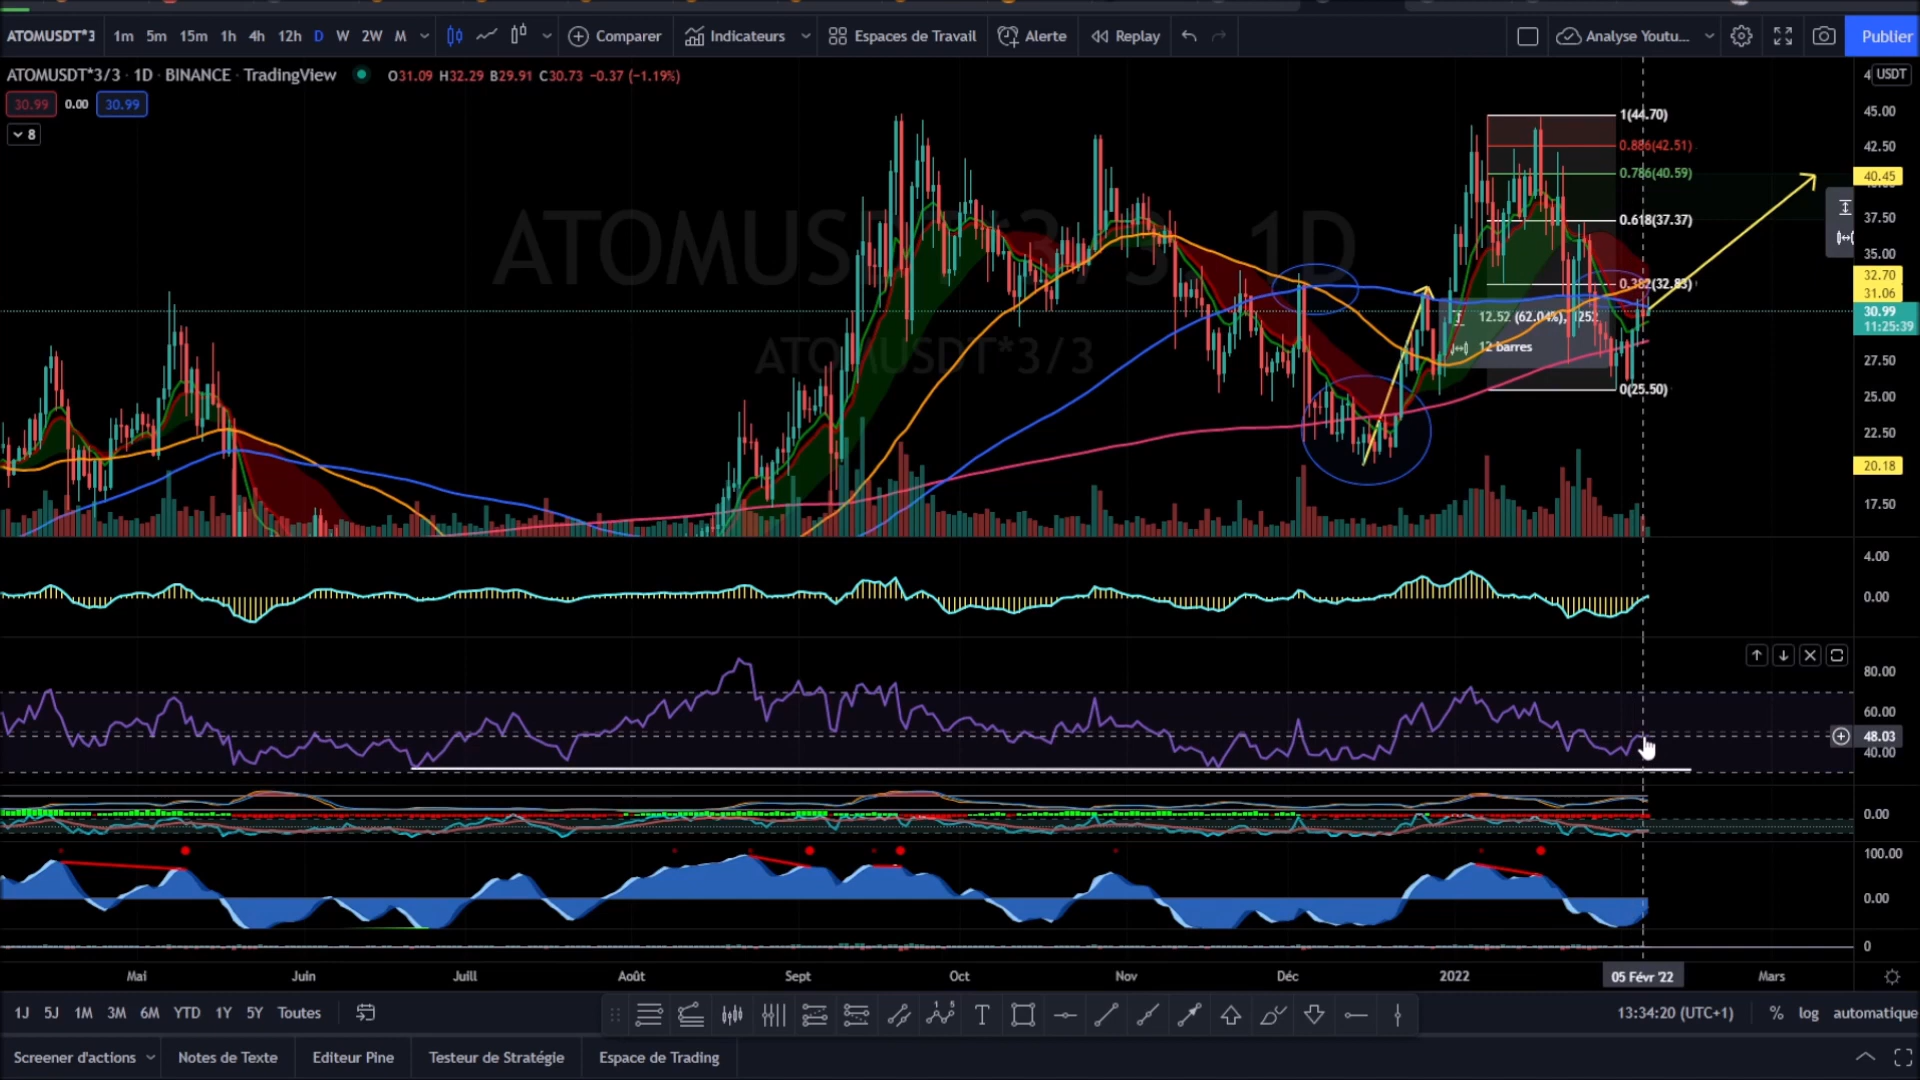 ATOMUSDT*3 1m 5m 15m 1h 4h 12h D W 2W M Comparer Indicateurs Espaces de Travail Alerte Replay Analyse Youtu... Publier
ATOMUSDT*3/3 · 1D · BINANCE · TradingView O31.09 H32.29 B29.91 C30.73 −0.37 (−1.19%)
USDT
30.99 0.00 30.99
8
45.00
42.50
40.45
37.50
35.00
32.70
31.06
30.99
11:25:39
27.50
25.00
22.50
20.18
17.50
1(44.70)
0.886(42.51)
0.786(40.59)
0.618(37.37)
0.382(32.83)
0(25.50)
12.52 (62.04%), 125
12 barres
1D
ATOMUSDT*3/3
4.00
0.00
80.00
60.00
48.03
40.00
0.00
100.00
0.00
0
Mai Juin Juill Août Sept Oct Nov Déc 2022 05 Févr '22 Mars
1J 5J 1M 3M 6M YTD 1Y 5Y Toutes 13:34:20 (UTC+1) % log automatique
Screener d'actions Notes de Texte Editeur Pine Testeur de Stratégie Espace de Trading